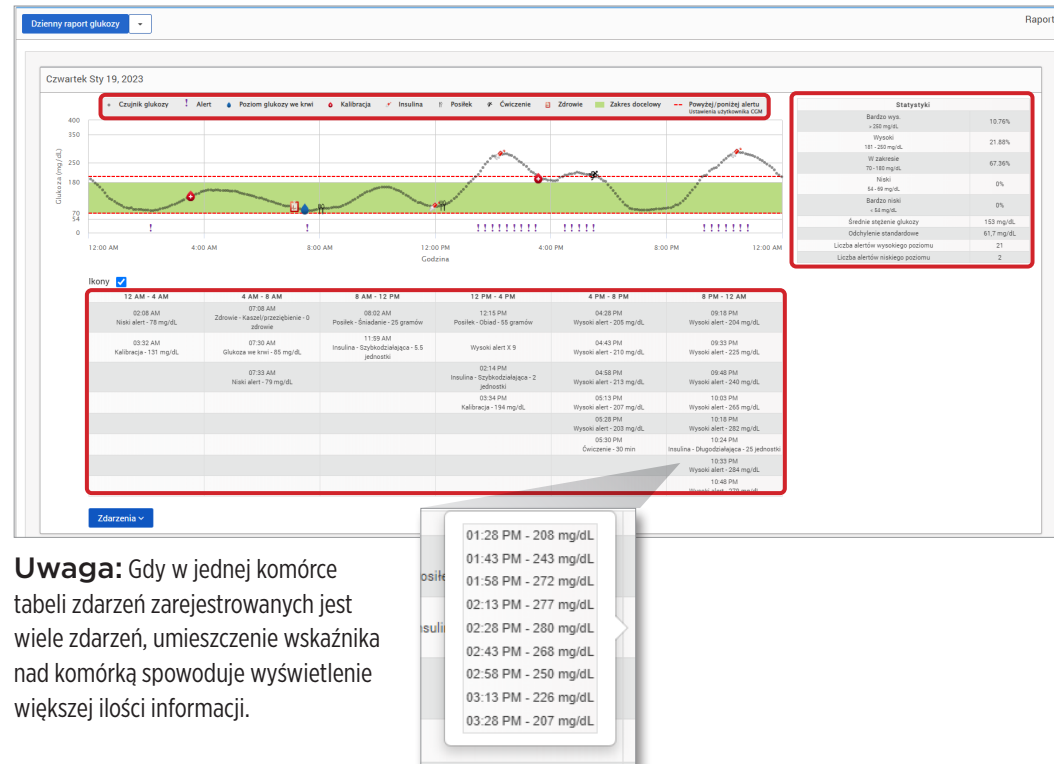 Dzienny raport glukozy
Raport
Czwartek Sty 19, 2023
Czujnik glukozy ! Alert Poziom glukozy we krwi Kalibracja Insulina Posiłek Ćwiczenie Zdrowie Zakres docelowy Powyżej/poniżej alertu
Ustawienia użytkownika CGM
Glukoza (mg/dL)
400
350
250
180
70
54
0
12:00 AM 4:00 AM 8:00 AM 12:00 PM 4:00 PM 8:00 PM 12:00 AM
Godzina
Statystyki
Bardzo wys.
> 250 mg/dL 10.76%
Wysoki
181 - 250 mg/dL 21.88%
W zakresie
70 - 180 mg/dL 67.36%
Niski
54 - 69 mg/dL 0%
Bardzo niski
< 54 mg/dL 0%
Średnie stężenie glukozy 153 mg/dL
Odchylenie standardowe 61,7 mg/dL
Liczba alertów wysokiego poziomu 21
Liczba alertów niskiego poziomu 2
Ikony
12 AM - 4 AM 4 AM - 8 AM 8 AM - 12 PM 12 PM - 4 PM 4 PM - 8 PM 8 PM - 12 AM
02:08 AM 07:08 AM 08:02 AM 12:15 PM 04:28 PM 09:18 PM
Niski alert - 78 mg/dL Zdrowie - Kaszel/przeziębienie - 0 Posiłek - Śniadanie - 25 gramów Posiłek - Obiad - 55 gramów Wysoki alert - 205 mg/dL Wysoki alert - 204 mg/dL
zdrowie
03:32 AM 07:30 AM 11:59 AM Wysoki alert X 9 04:43 PM 09:33 PM
Kalibracja - 131 mg/dL Glukoza we krwi - 85 mg/dL Insulina - Szybkodziałająca - 5.5 Wysoki alert - 210 mg/dL Wysoki alert - 225 mg/dL
jednostki
07:33 AM 02:14 PM 04:58 PM 09:48 PM
Niski alert - 79 mg/dL Insulina - Szybkodziałająca - 2 Wysoki alert - 213 mg/dL Wysoki alert - 240 mg/dL
jednostki
03:34 PM 05:13 PM 10:03 PM
Kalibracja - 194 mg/dL Wysoki alert - 207 mg/dL Wysoki alert - 265 mg/dL
05:28 PM 10:18 PM
Wysoki alert - 203 mg/dL Wysoki alert - 282 mg/dL
05:30 PM 10:24 PM
Ćwiczenie - 30 min Insulina - Długodziałająca - 25 jednostki
10:33 PM
Wysoki alert - 284 mg/dL
10:48 PM
Wysoki alert - 279 mg/dL
Zdarzenia
Uwaga: Gdy w jednej komórce
tabeli zdarzeń zarejestrowanych jest
wiele zdarzeń, umieszczenie wskaźnika
nad komórką spowoduje wyświetlenie
większej ilości informacji.
01:28 PM - 208 mg/dL
01:43 PM - 243 mg/dL
01:58 PM - 272 mg/dL
02:13 PM - 277 mg/dL
02:28 PM - 280 mg/dL
02:43 PM - 268 mg/dL
02:58 PM - 250 mg/dL
03:13 PM - 226 mg/dL
03:28 PM - 207 mg/dL